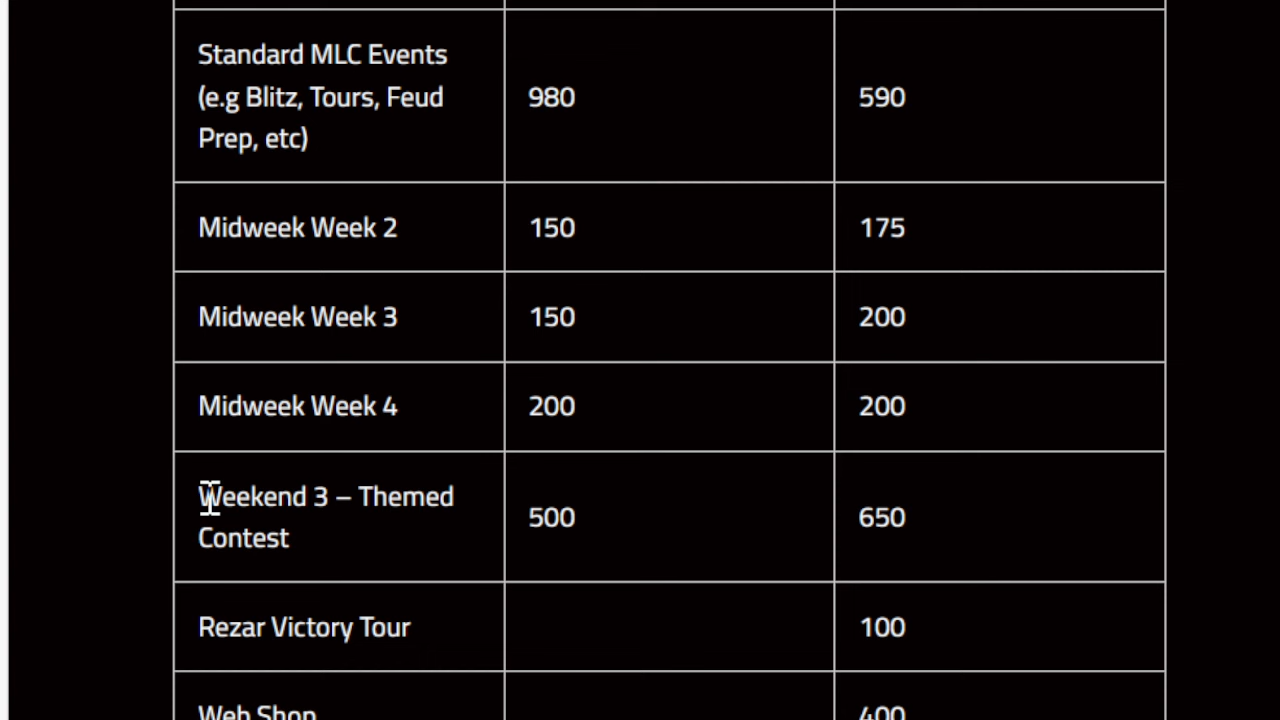 Standard MLC Events
(e.g Blitz, Tours, Feud
Prep, etc)
980
590
Midweek Week 2
150
175
Midweek Week 3
150
200
Midweek Week 4
200
200
Weekend 3 – Themed
Contest
500
650
Rezar Victory Tour
100
Web Shop
400